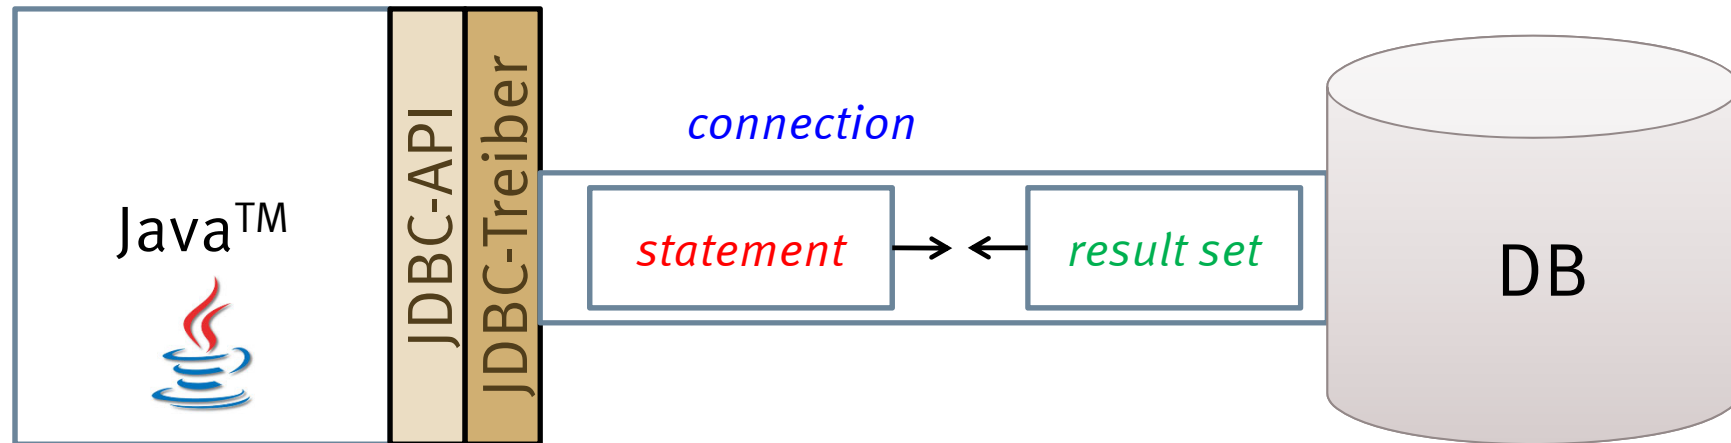 Java™
JDBC-API
JDBC-Treiber
connection
statement
result set
DB